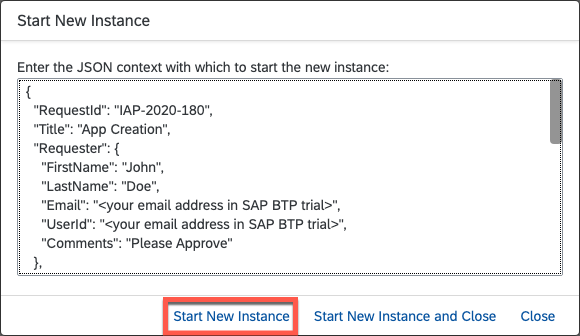 Start New Instance
Enter the JSON context with which to start the new instance:
{
"RequestId": "IAP-2020-180",
"Title": "App Creation",
"Requester": {
"FirstName": "John",
"LastName": "Doe",
"Email": "<your email address in SAP BTP trial>",
"UserId": "<your email address in SAP BTP trial>",
"Comments": "Please Approve"
},
Start New Instance Start New Instance and Close Close